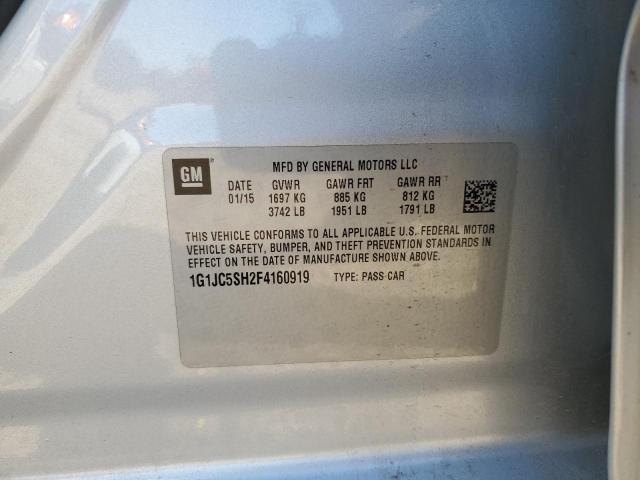 GM
MFD BY GENERAL MOTORS LLC
DATE GVWR GAWR FRT GAWR RR
01/15 1697 KG 885 KG 812 KG
3742 LB 1951 LB 1791 LB
THIS VEHICLE CONFORMS TO ALL APPLICABLE U.S. FEDERAL MOTOR
VEHICLE SAFETY, BUMPER, AND THEFT PREVENTION STANDARDS IN
EFFECT ON THE DATE OF MANUFACTURE SHOWN ABOVE.
1G1JC5SH2F4160919 TYPE: PASS CAR